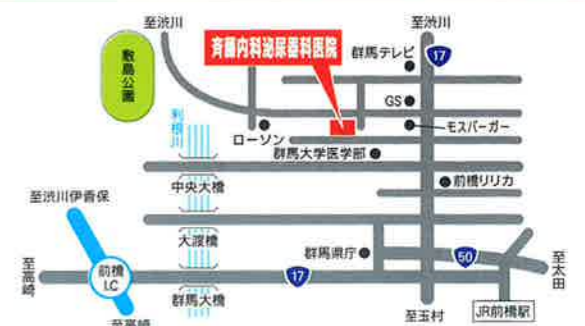 至渋川
至渋川
斉藤内科泌尿器科医院
群馬テレビ
17
敷島公園
利根川
GS
モスバーガー
ローソン
群馬大学医学部
中央大橋
前橋リリカ
至渋川伊香保
大渡橋
群馬県庁
50
至太田
至高崎
前橋
I.C
17
群馬大橋
至高崎
至玉村
JR前橋駅